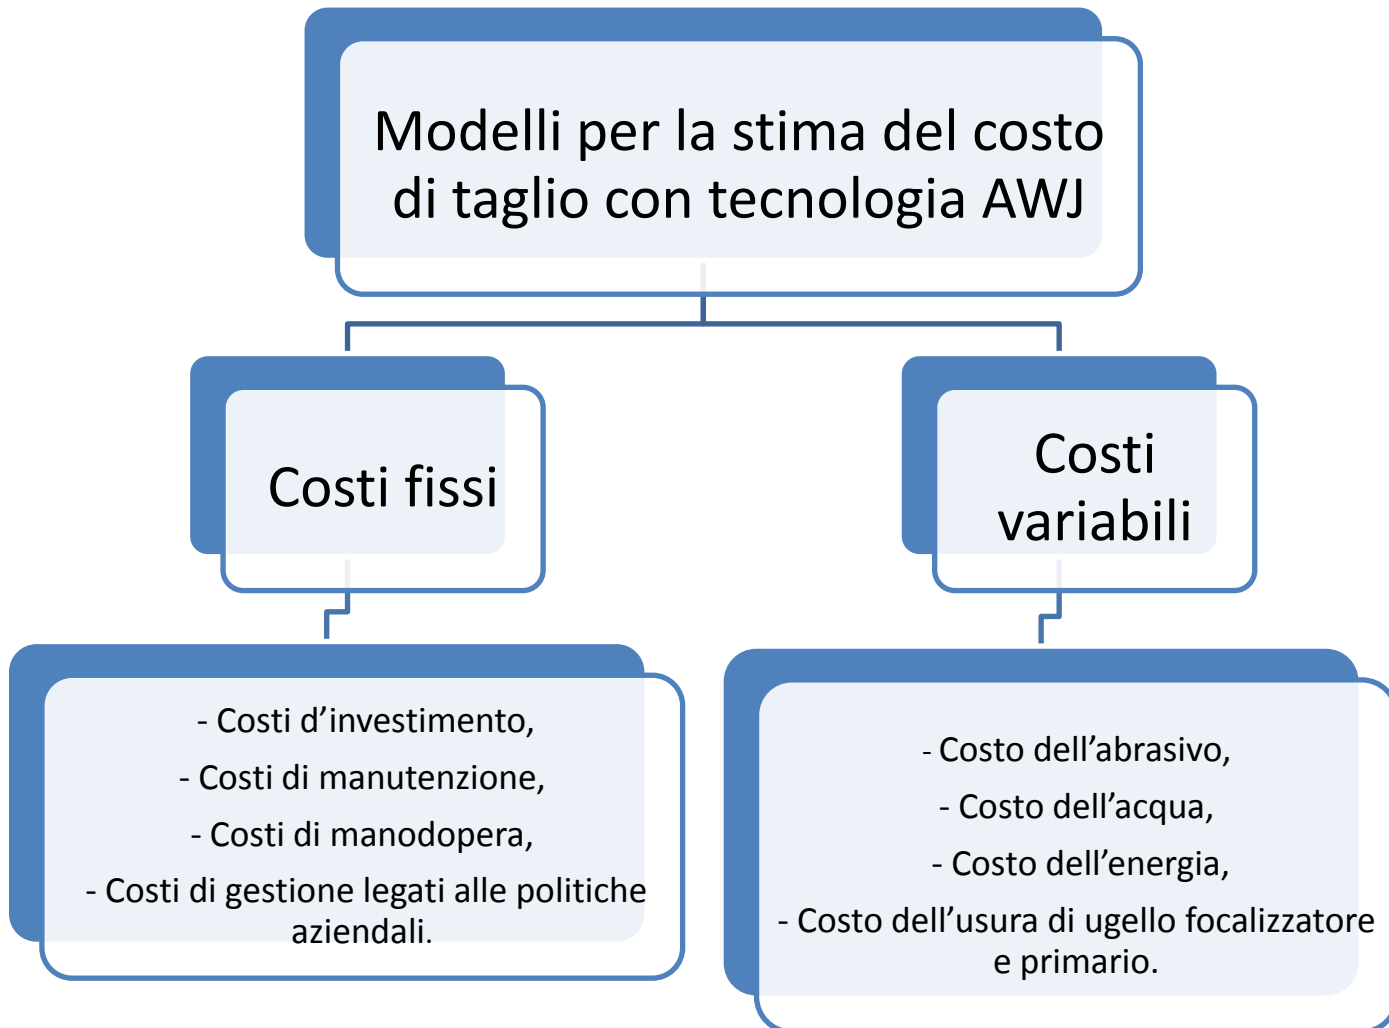 Modelli per la stima del costo
di taglio con tecnologia AWJ
Costi fissi
Costi
variabili
- Costi d’investimento,
- Costi di manutenzione,
- Costi di manodopera,
- Costi di gestione legati alle politiche
aziendali.
- Costo dell’abrasivo,
- Costo dell’acqua,
- Costo dell’energia,
- Costo dell’usura di ugello focalizzatore
e primario.